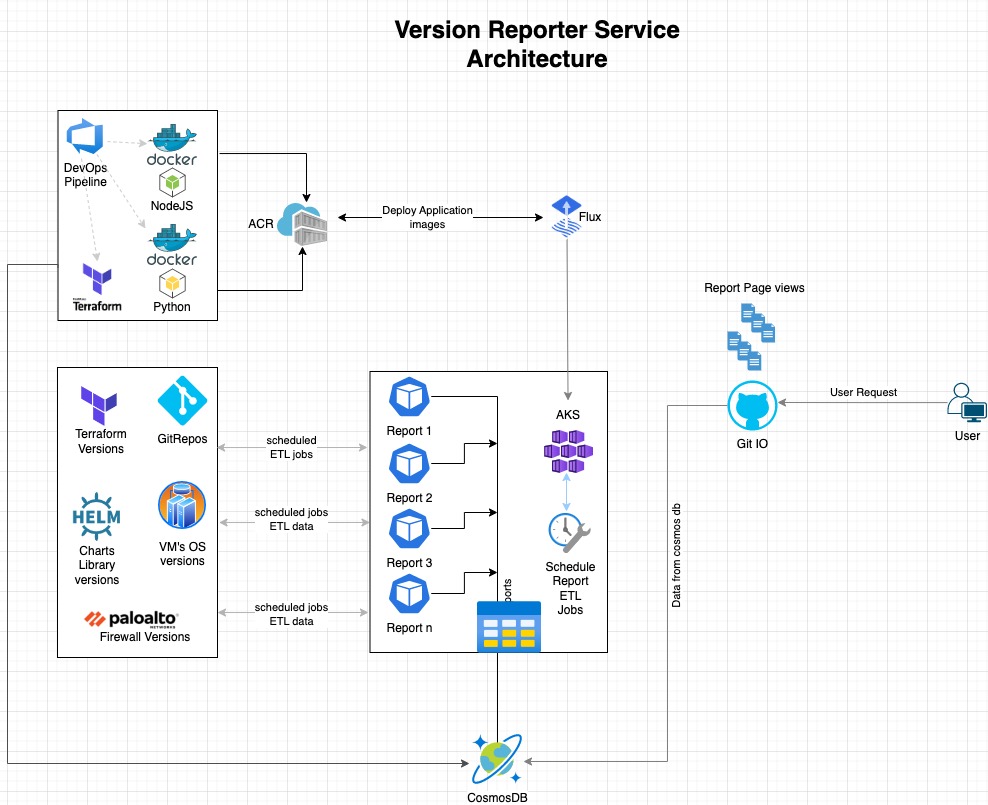 Version Reporter Service
Architecture
DevOps
Pipeline
docker
NodeJS
docker
Python
Terraform
ACR
Deploy Application
images
Flux
Report Page views
User Request
Git IO
User
Terraform
Versions
GitRepos
HELM
Charts
Library
versions
VM's OS
versions
paloalto
NETWORKS
Firewall Versions
scheduled
ETL jobs
scheduled jobs
ETL data
scheduled jobs
ETL data
Report 1
Report 2
Report 3
Report n
AKS
Schedule
Report
ETL
Jobs
ports
Data from cosmos db
CosmosDB